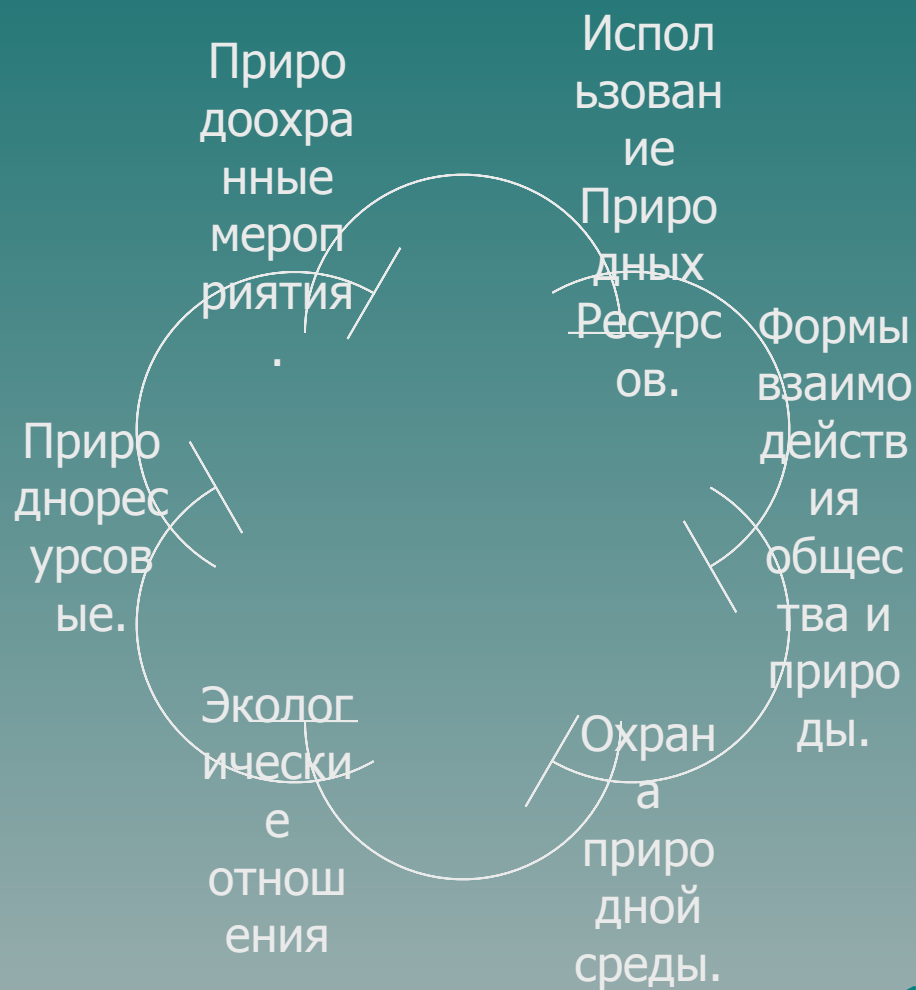 Приро
доохра
нные
мероп
риятия
.
Испол
ьзован
ие
Приро
дных
Ресурс
ов.
Формы
взаимо
действ
ия
общес
тва и
приро
ды.
Приро
днорес
урсов
ые.
Эколог
ически
е
отнош
ения
Охран
а
приро
дной
среды.